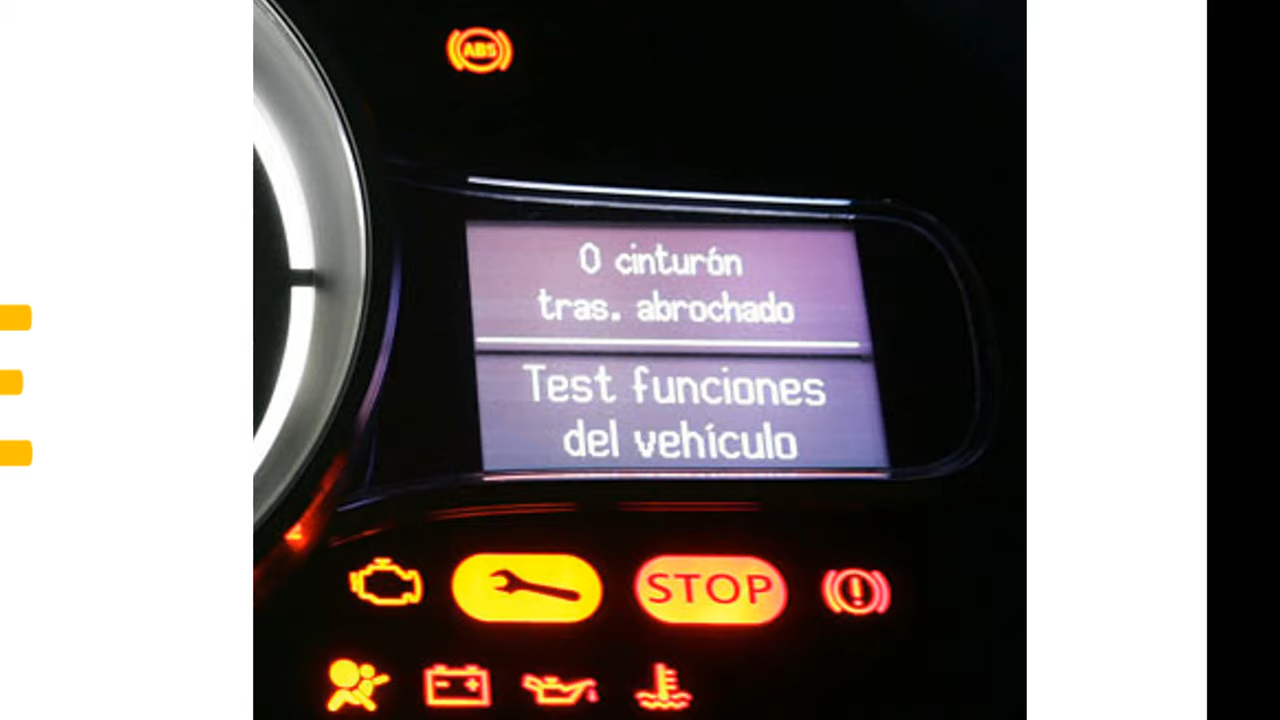 ABS
0 cinturón
tras. abrochado
Test funciones
del vehículo
STOP